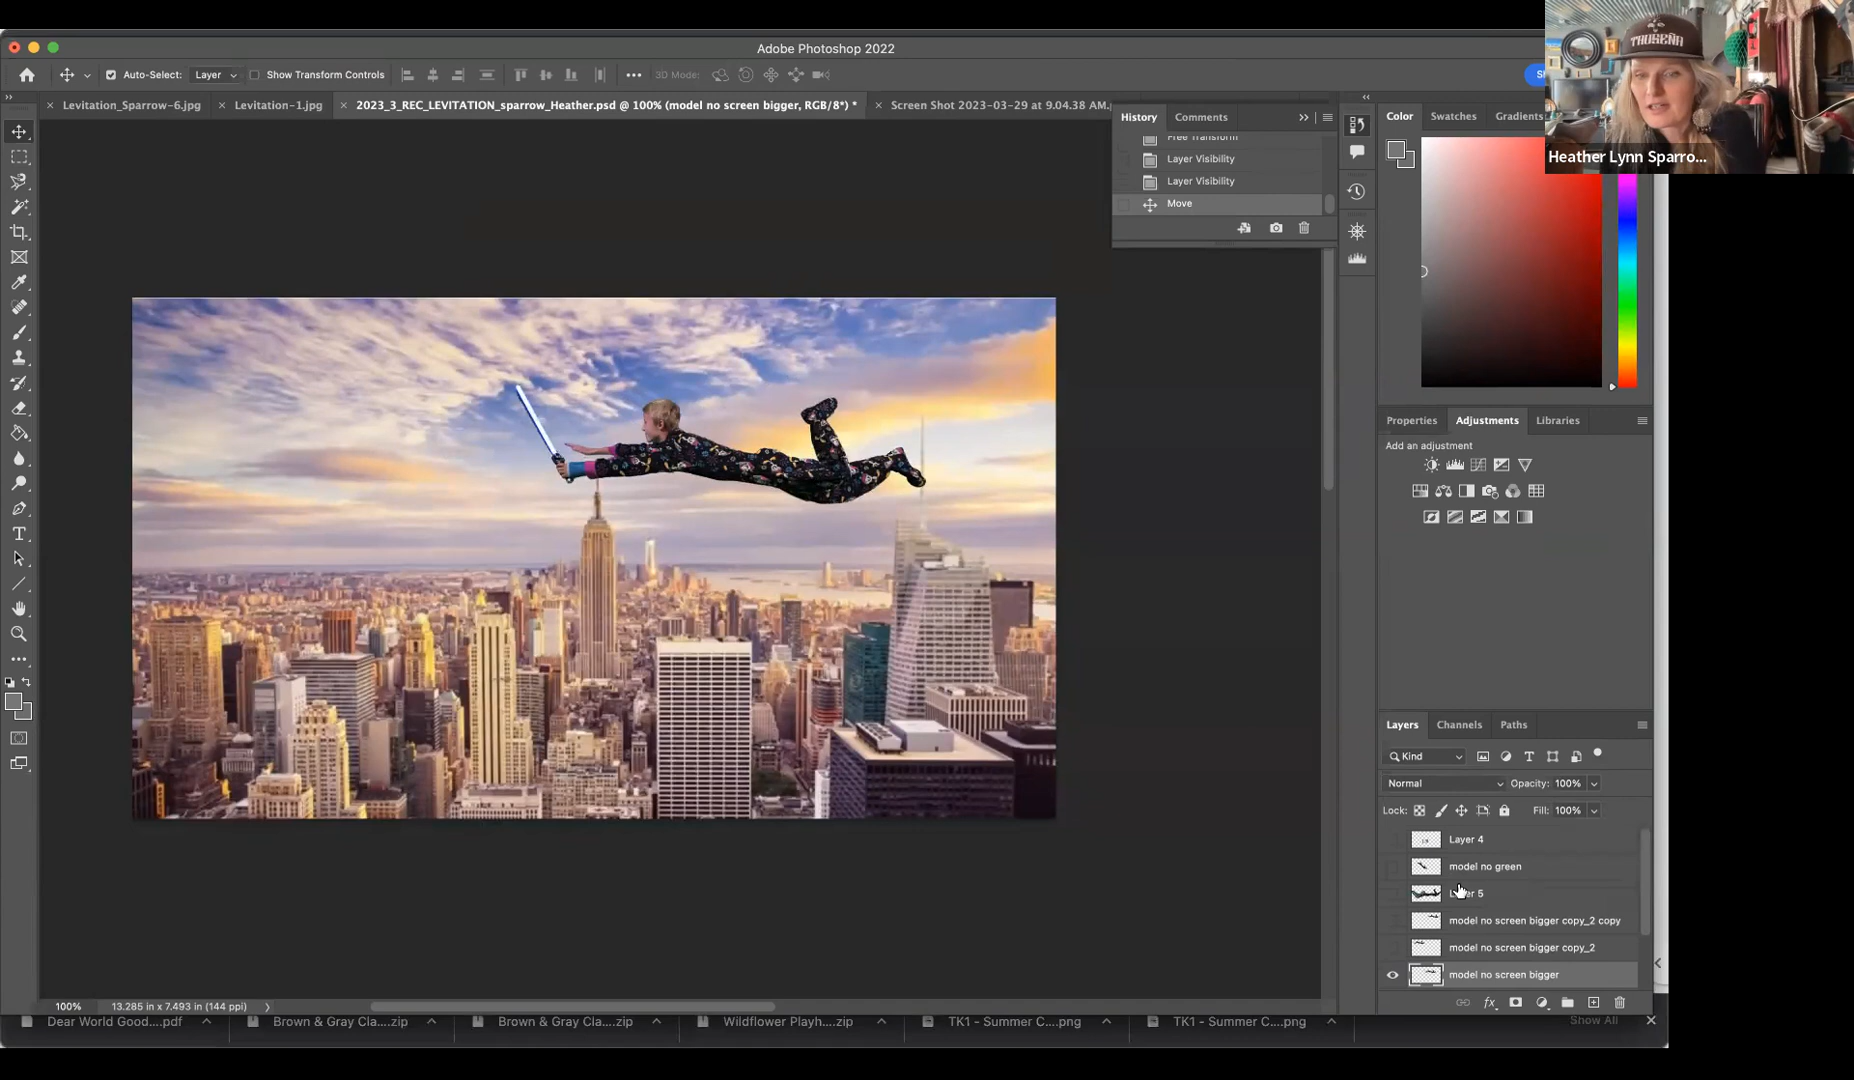 Adobe Photoshop 2022
THUSEÑA
Auto-Select: Layer Show Transform Controls ••• 3D Mode:
Levitation_Sparrow-6.jpg Levitation-1.jpg 2023_3_REC_LEVITATION_sparrow_Heather.psd @ 100% (model no screen bigger, RGB/8*) * Screen Shot 2023-03-29 at 9.04.38 AM.
History Comments
Color Swatches Gradients
Free Transform
Layer Visibility
Layer Visibility
Move
Heather Lynn Sparro...
Properties Adjustments Libraries
Add an adjustment
Layers Channels Paths
Kind
Normal Opacity: 100%
Lock: Fill: 100%
Layer 4
model no green
model no screen bigger copy_2 copy
model no screen bigger copy_2
model no screen bigger
fx
100% 13.285 in x 7.493 in (144 ppi)
Dear World Good....pdf Brown & Gray Cla....zip Brown & Gray Cla....zip Wildflower Playh....zip TK1 - Summer C....png TK1 - Summer C....png Show All